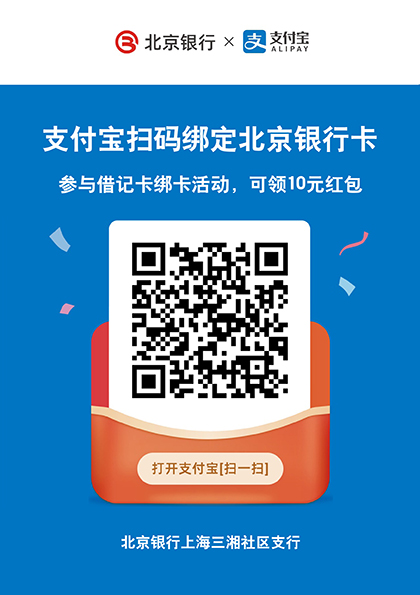 北京银行 × 支付宝
ALIPAY
支付宝扫码绑定北京银行卡
参与借记卡绑卡活动，可领10元红包
打开支付宝[扫一扫]
北京银行上海三湘社区支行